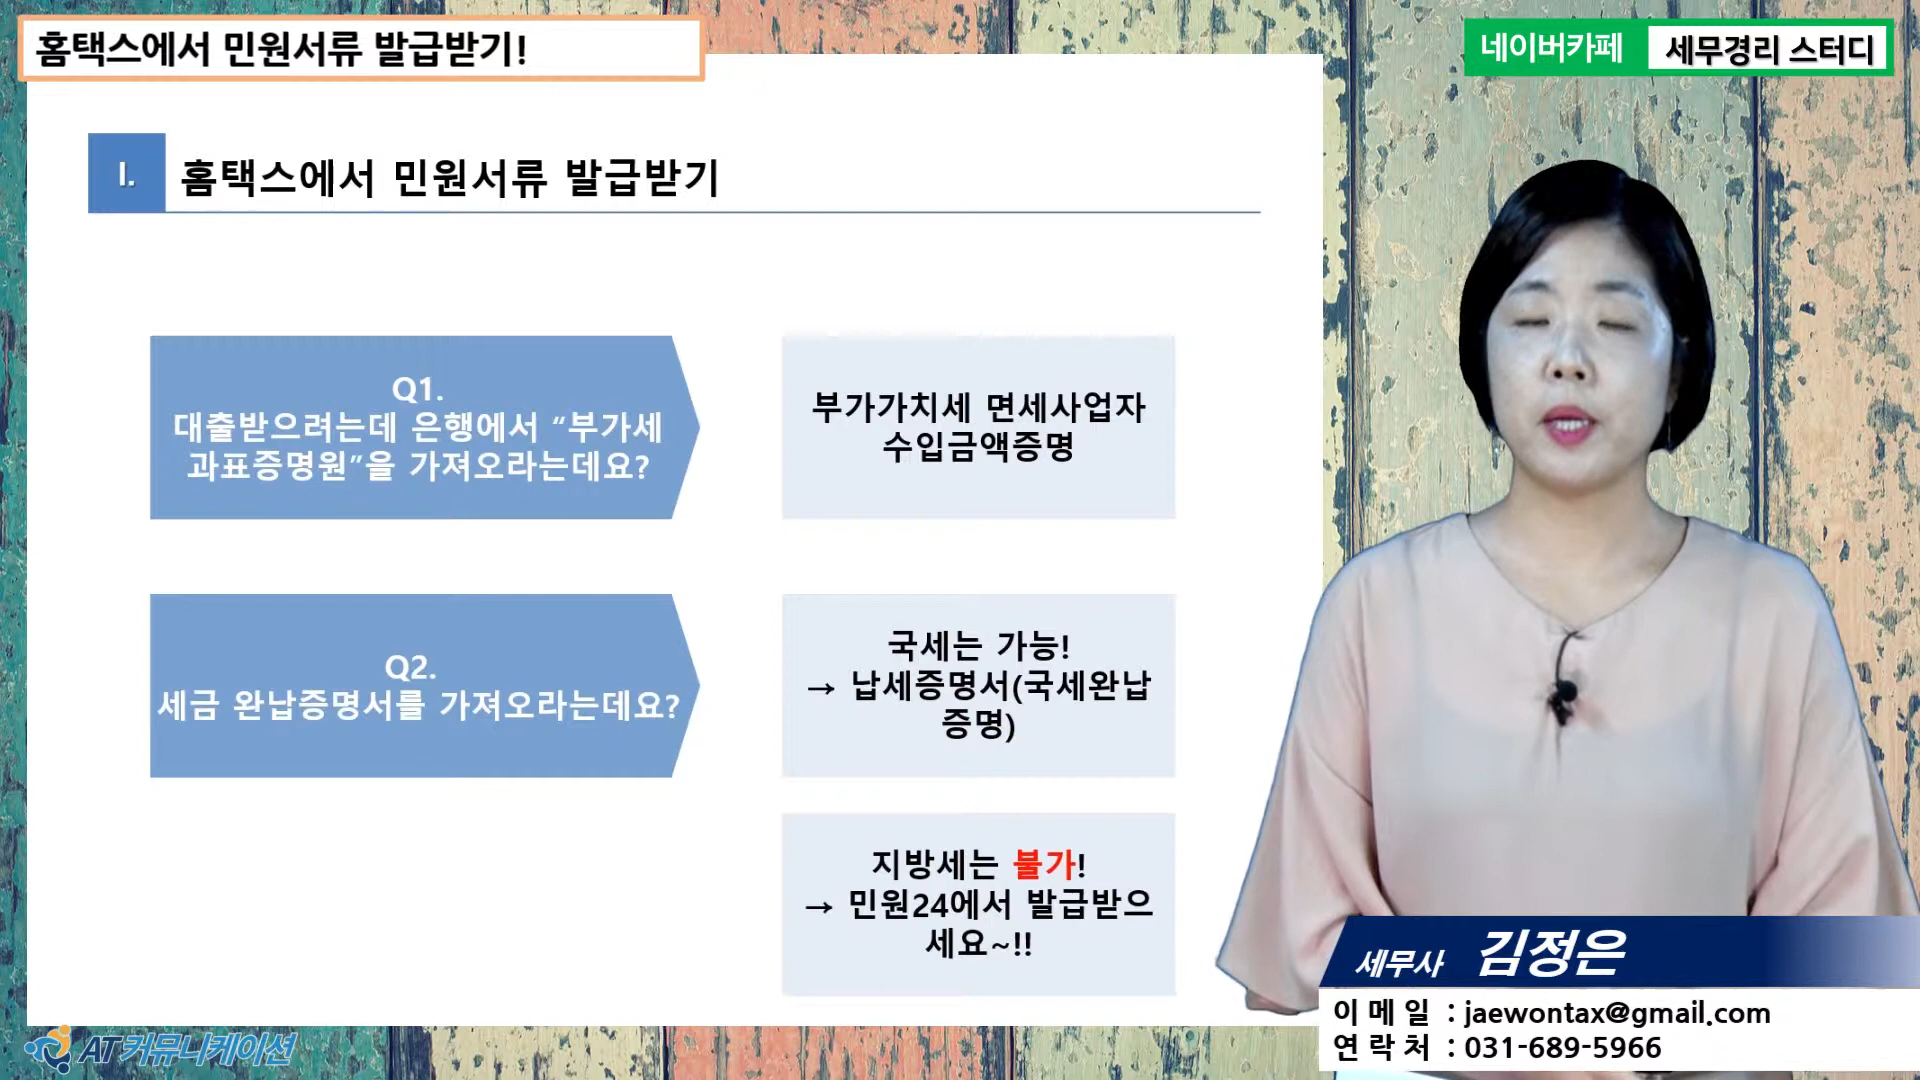 홈택스에서 민원서류 발급받기!
네이버카페 세무경리 스터디
I. 홈택스에서 민원서류 발급받기
Q1.
대출받으려는데 은행에서 “부가세
과표증명원”을 가져오라는데요?
부가가치세 면세사업자
수입금액증명
Q2.
세금 완납증명서를 가져오라는데요?
국세는 가능!
→ 납세증명서(국세완납
증명)
지방세는 불가!
→ 민원24에서 발급받으
세요~!!
세무사 김정은
이 메 일 : jaewontax@gmail.com
연 락 처 : 031-689-5966
AT커뮤니케이션